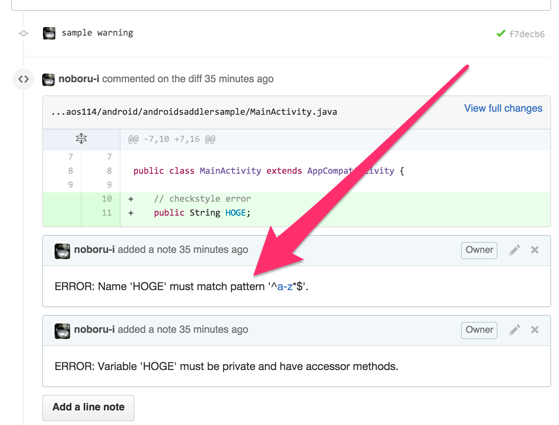 sample warning
f7decb6
noboru-i commented on the diff 35 minutes ago
...aos114/android/androidsaddlersample/MainActivity.java
View full changes
@@ -7,10 +7,16 @@
7 7
8 8 public class MainActivity extends {
9 9
10 + // checkstyle error
11 + public String HOGE;
noboru-i added a note 35 minutes ago
Owner
ERROR: Name 'HOGE' must match pattern '^a-z*$'.
noboru-i added a note 35 minutes ago
Owner
ERROR: Variable 'HOGE' must be private and have accessor methods.
Add a line note